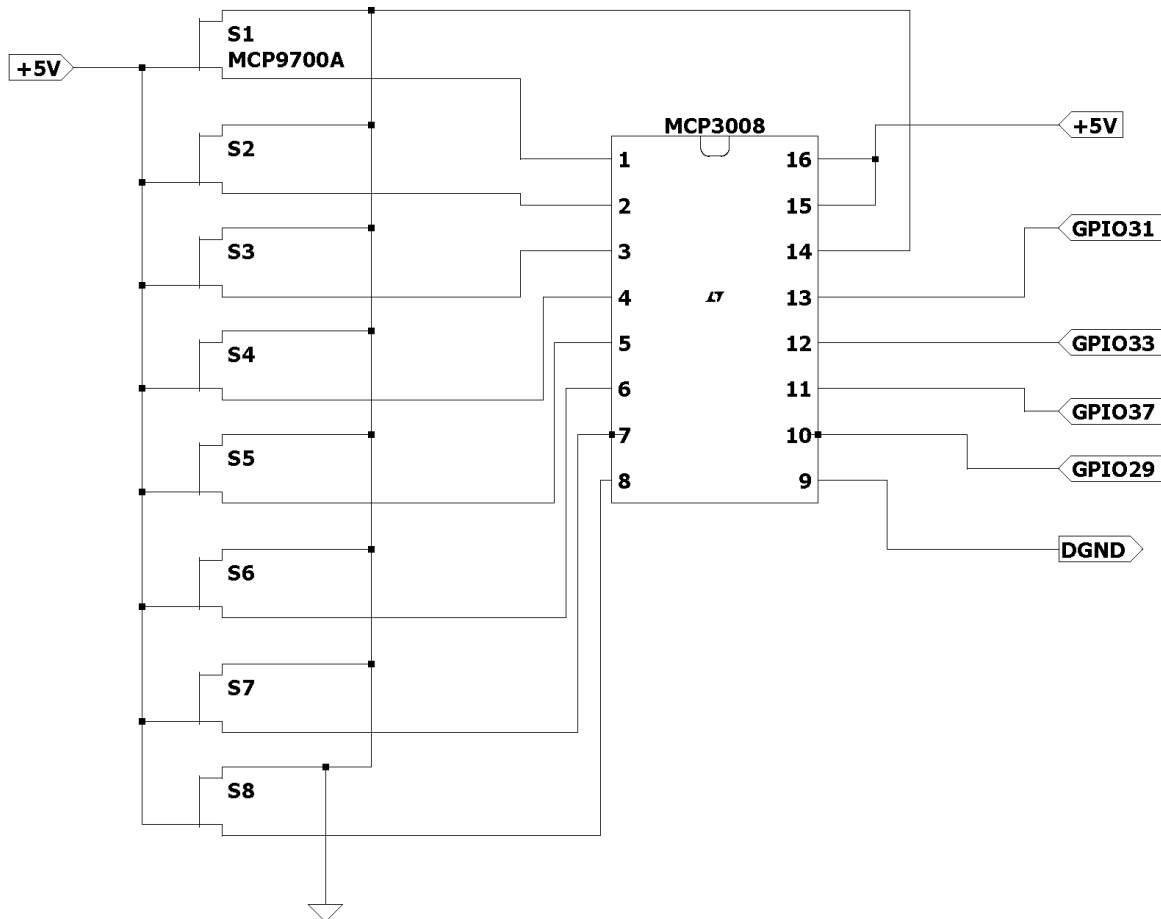 S1
MCP9700A
+5V
S2
S3
S4
S5
S6
S7
S8
MCP3008
1
2
3
4
5
6
7
8
16
15
14
13
12
11
10
9
+5V
GPIO31
GPIO33
GPIO37
GPIO29
DGND